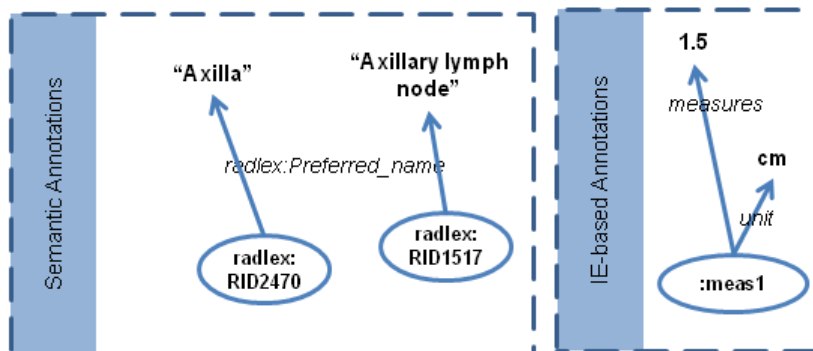 Semantic Annotations
“Axilla”
“Axillary lymph
node”
radlex:Preferred_name
radlex:
RID2470
radlex:
RID1517
IE-based Annotations
1.5
measures
cm
unit
:meas1